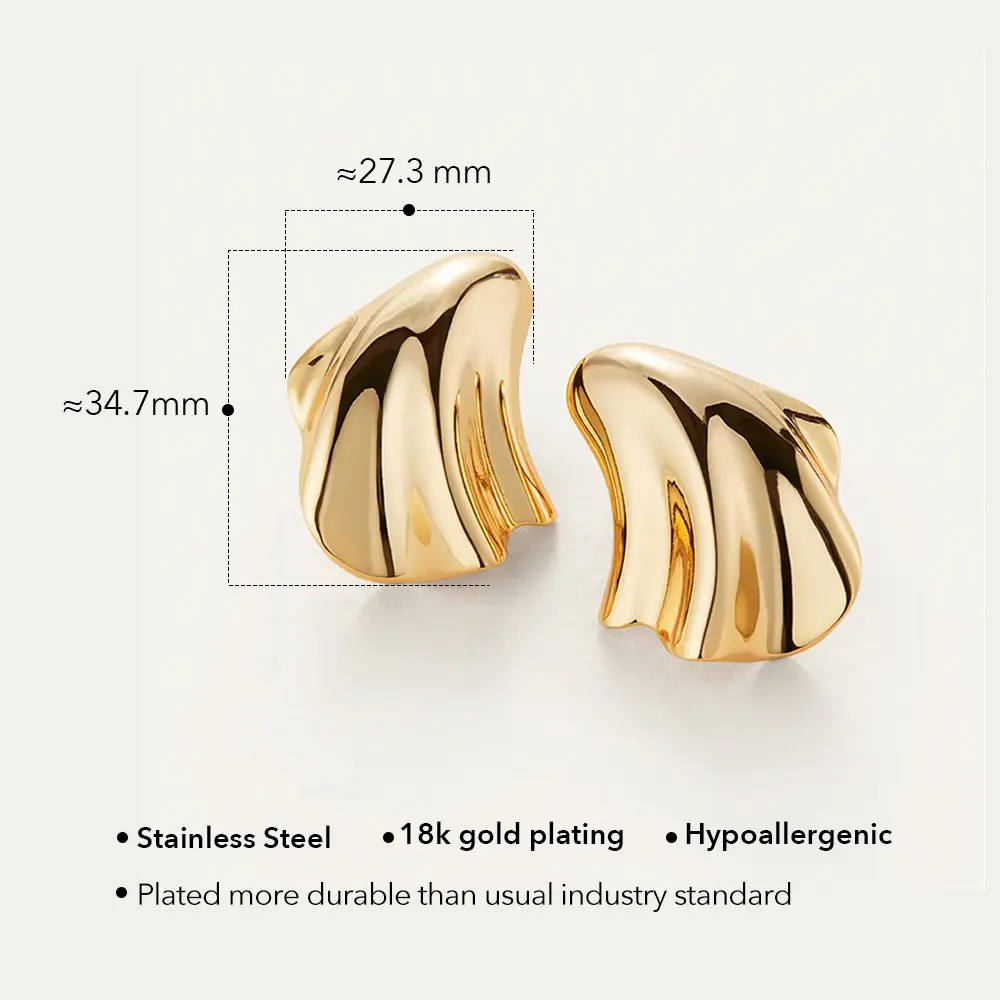 ≈27.3 mm
≈34.7mm
• Stainless Steel • 18k gold plating • Hypoallergenic
• Plated more durable than usual industry standard